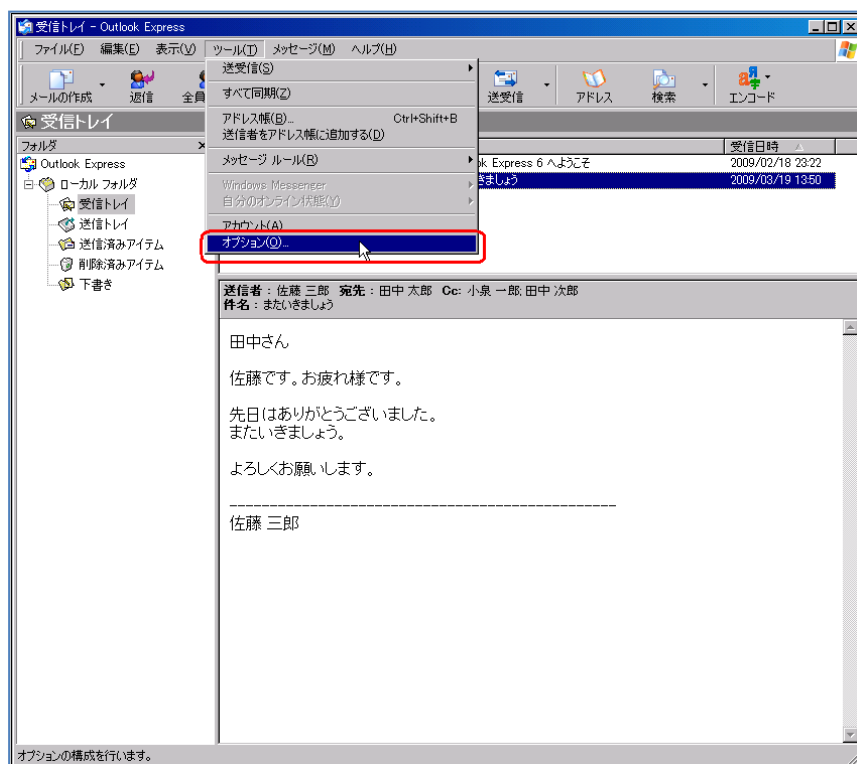 受信トレイ - Outlook Express
ファイル(F) 編集(E) 表示(V) ツール(T) メッセージ(M) ヘルプ(H)
メールの作成 返信 全員 送受信 アドレス 検索 エンコード
受信トレイ
フォルダ ×
Outlook Express
ローカル フォルダ
受信トレイ
送信トレイ
送信済みアイテム
削除済みアイテム
下書き
送受信(S)
すべて同期(Z)
アドレス帳(B)... Ctrl+Shift+B
送信者をアドレス帳に追加する(D)
メッセージ ルール(R)
Windows Messenger
自分のオンライン状態(Y)
アカウント(A)
オプション(O)...
受信日時
ok Express 6 へようこそ 2009/02/18 23:22
きましょう 2009/03/19 13:50
送信者 : 佐藤 三郎 宛先 : 田中 太郎 Cc: 小泉 一郎; 田中 次郎
件名 : またいきましょう
田中さん
佐藤です。お疲れ様です。
先日はありがとうございました。
またいきましょう。
よろしくお願いします。
------------------------------------------------
佐藤 三郎
オプションの構成を行います。